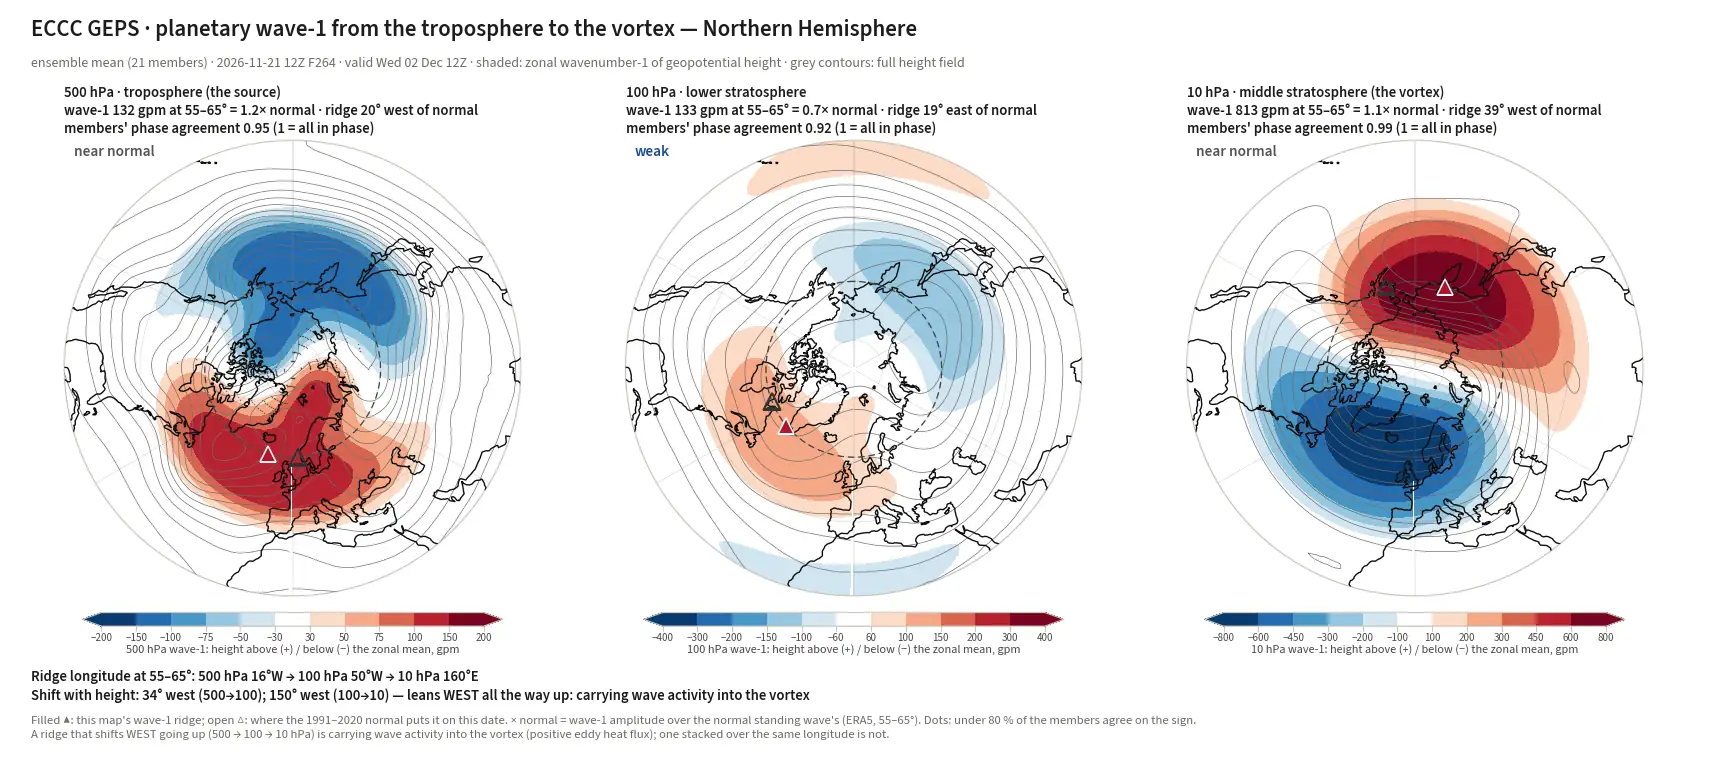 ECCC GEPS · planetary wave-1 from the troposphere to the vortex — Northern Hemisphere
ensemble mean (21 members) · 2026-11-21 12Z F264 · valid Wed 02 Dec 12Z · shaded: zonal wavenumber-1 of geopotential height · grey contours: full height field
500 hPa · troposphere (the source)
wave-1 132 gpm at 55–65° = 1.2× normal · ridge 20° west of normal
members' phase agreement 0.95 (1 = all in phase)
near normal
100 hPa · lower stratosphere
wave-1 133 gpm at 55–65° = 0.7× normal · ridge 19° east of normal
members' phase agreement 0.92 (1 = all in phase)
weak
10 hPa · middle stratosphere (the vortex)
wave-1 813 gpm at 55–65° = 1.1× normal · ridge 39° west of normal
members' phase agreement 0.99 (1 = all in phase)
near normal
−200 −150 −100 −75 −50 −30 30 50 75 100 150 200
500 hPa wave-1: height above (+) / below (−) the zonal mean, gpm
−400 −300 −200 −150 −100 −60 60 100 150 200 300 400
100 hPa wave-1: height above (+) / below (−) the zonal mean, gpm
−800 −600 −450 −300 −200 −100 100 200 300 450 600 800
10 hPa wave-1: height above (+) / below (−) the zonal mean, gpm
Ridge longitude at 55–65°: 500 hPa 16°W → 100 hPa 50°W → 10 hPa 160°E
Shift with height: 34° west (500→100); 150° west (100→10) — leans WEST all the way up: carrying wave activity into the vortex
Filled ▲: this map's wave-1 ridge; open △: where the 1991–2020 normal puts it on this date. × normal = wave-1 amplitude over the normal standing wave's (ERA5, 55–65°). Dots: under 80 % of the members agree on the sign.
A ridge that shifts WEST going up (500 → 100 → 10 hPa) is carrying wave activity into the vortex (positive eddy heat flux); one stacked over the same longitude is not.